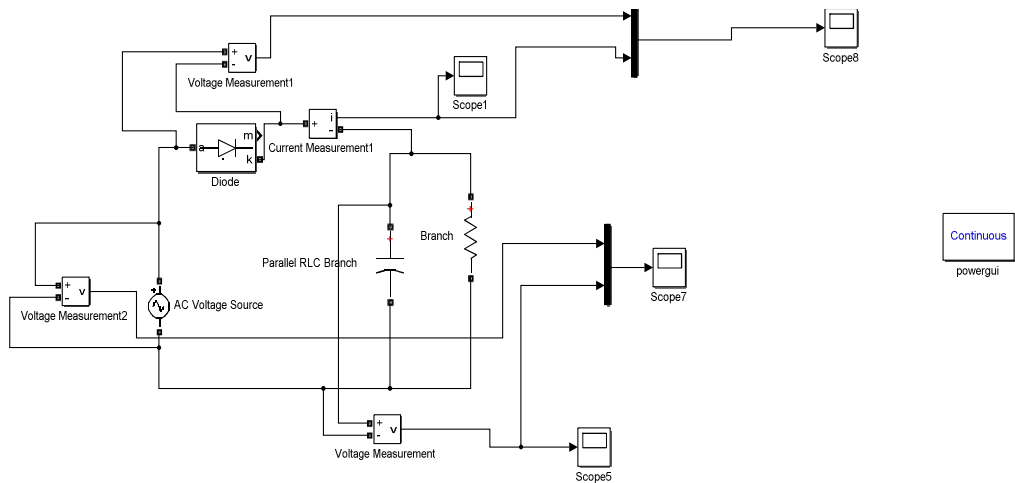 Scope8
+
v
-
Voltage Measurement1
Scope1
i
+
-
Current Measurement1
m
a
k
Diode
Branch
+
+
Parallel RLC Branch
Continuous
powergui
Scope7
+
v
-
Voltage Measurement2
+
AC Voltage Source
+
v
-
Voltage Measurement
Scope5